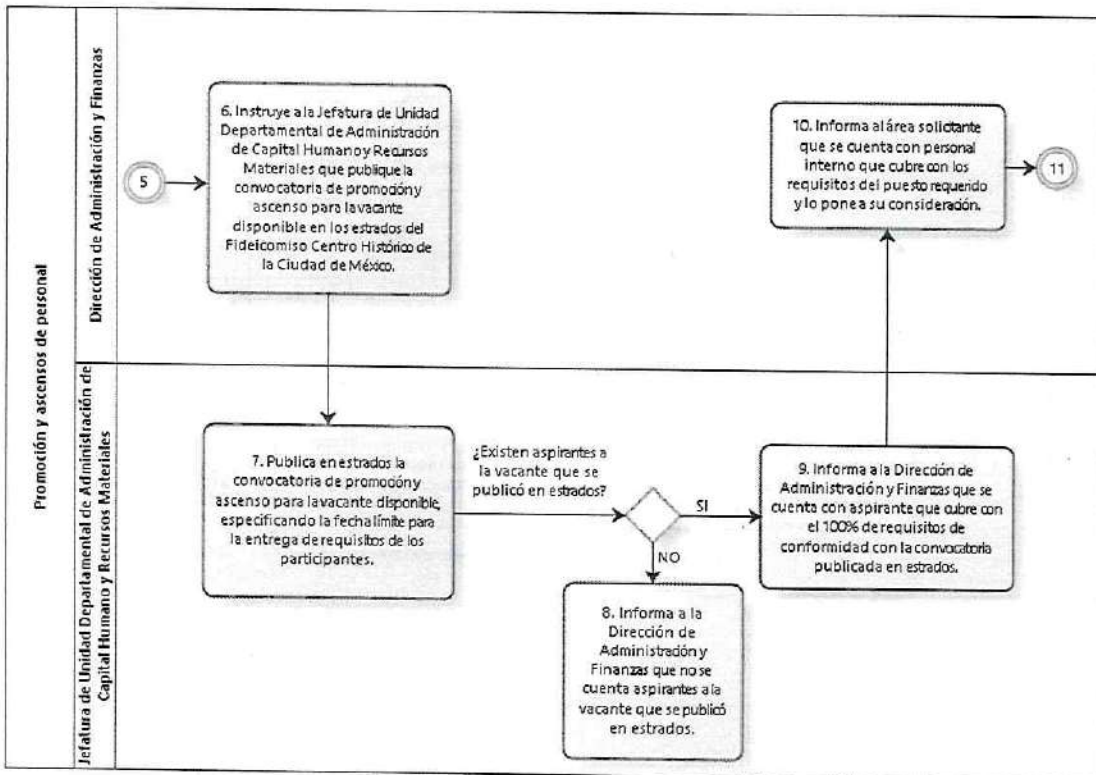 Promoción y ascensos de personal
Dirección de Administración y Finanzas
5
6. Instruye a la Jefatura de Unidad
Departamental de Administración
de Capital Humano y Recursos
Materiales que publique la
convocatoria de promoción y
ascenso para la vacante
disponible en los estrados del
Fideicomiso Centro Histórico de
la Ciudad de México.
10. Informa al área solicitante
que se cuenta con personal
interno que cubre con los
requisitos del puesto requerido
y lo pone a su consideración.
11
Jefatura de Unidad Departamental de Administración de
Capital Humano y Recursos Materiales
7. Publica en estrados la
convocatoria de promoción y
ascenso para la vacante disponible,
especificando la fecha límite para
la entrega de requisitos de los
participantes.
¿Existen aspirantes a
la vacante que se
publicó en estrados?
SI
NO
9. Informa a la Dirección de
Administración y Finanzas que se
cuenta con aspirante que cubre con
el 100% de requisitos de
conformidad con la convocatoria
publicada en estrados.
8. Informa a la
Dirección de
Administración y
Finanzas que no se
cuenta aspirantes a la
vacante que se publicó
en estrados.